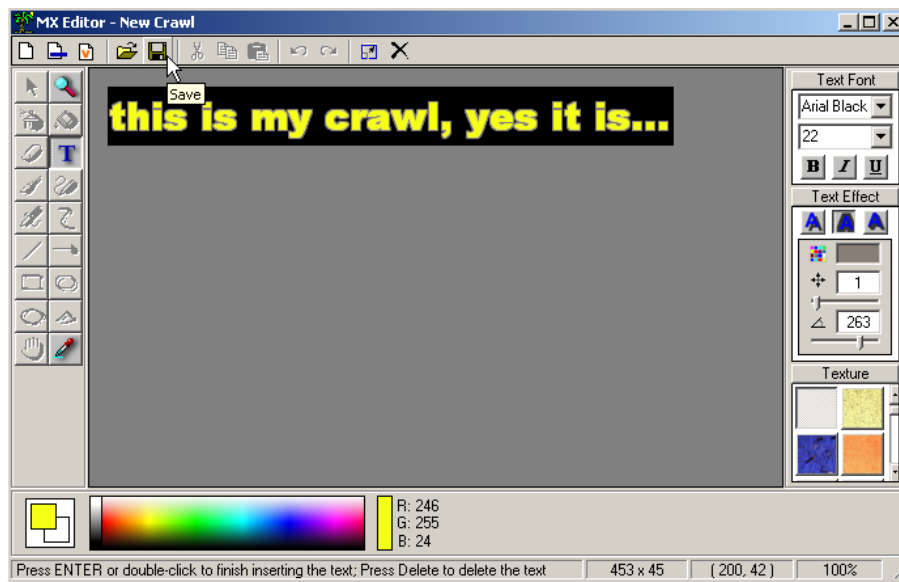 MX Editor - New Crawl
Save
this is my crawl, yes it is...
T
Text Font
Arial Black
22
B I U
Text Effect
A A A
1
263
Texture
R: 246
G: 255
B: 24
Press ENTER or double-click to finish inserting the text; Press Delete to delete the text 453 x 45 ( 200, 42 ) 100%